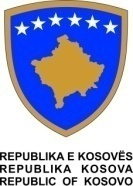 REPUBLIKA E KOSOVËS
REPUBLIKA KOSOVA
REPUBLIC OF KOSOVO